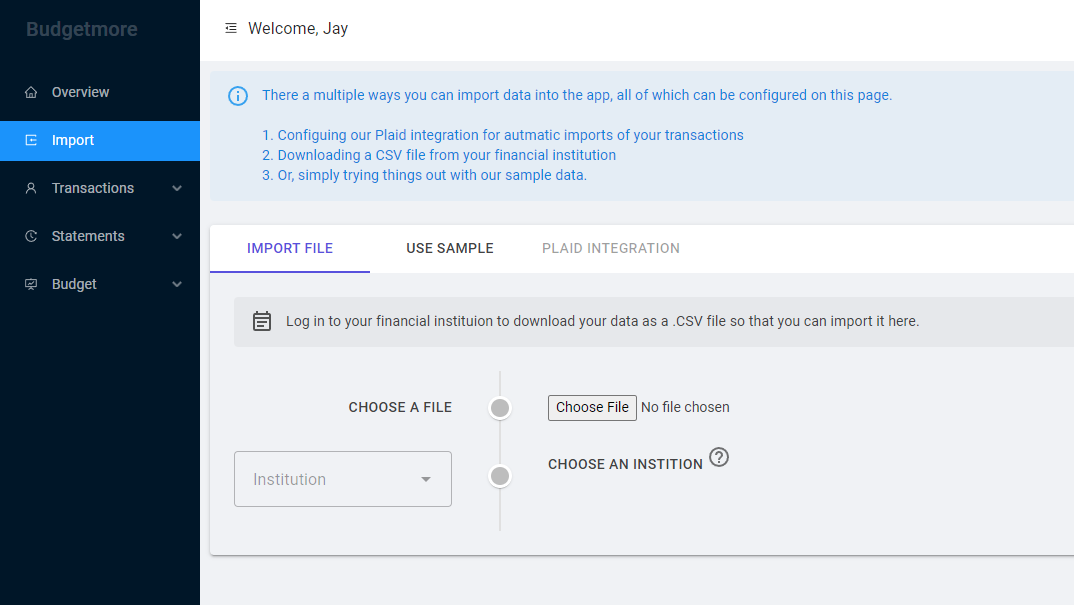 Budgetmore
Welcome, Jay
Overview
Import
Transactions
Statements
Budget
There a multiple ways you can import data into the app, all of which can be configured on this page.
1. Configuing our Plaid integration for autmatic imports of your transactions
2. Downloading a CSV file from your financial institution
3. Or, simply trying things out with our sample data.
IMPORT FILE USE SAMPLE PLAID INTEGRATION
Log in to your financial instituion to download your data as a .CSV file so that you can import it here.
CHOOSE A FILE Choose File No file chosen
Institution CHOOSE AN INSTITION ?